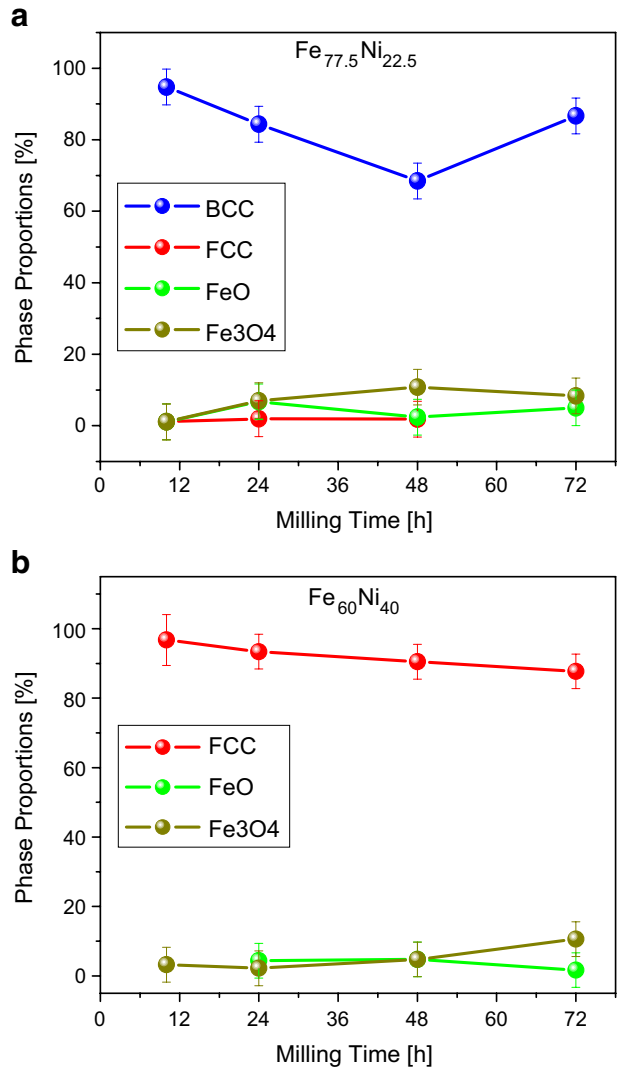 a
Fe77.5Ni22.5
Phase Proportions [%]
100
80
60
40
20
0
BCC
FCC
FeO
Fe3O4
0 12 24 36 48 60 72
Milling Time [h]
b
Fe60Ni40
Phase Proportions [%]
100
80
60
40
20
0
FCC
FeO
Fe3O4
0 12 24 36 48 60 72
Milling Time [h]